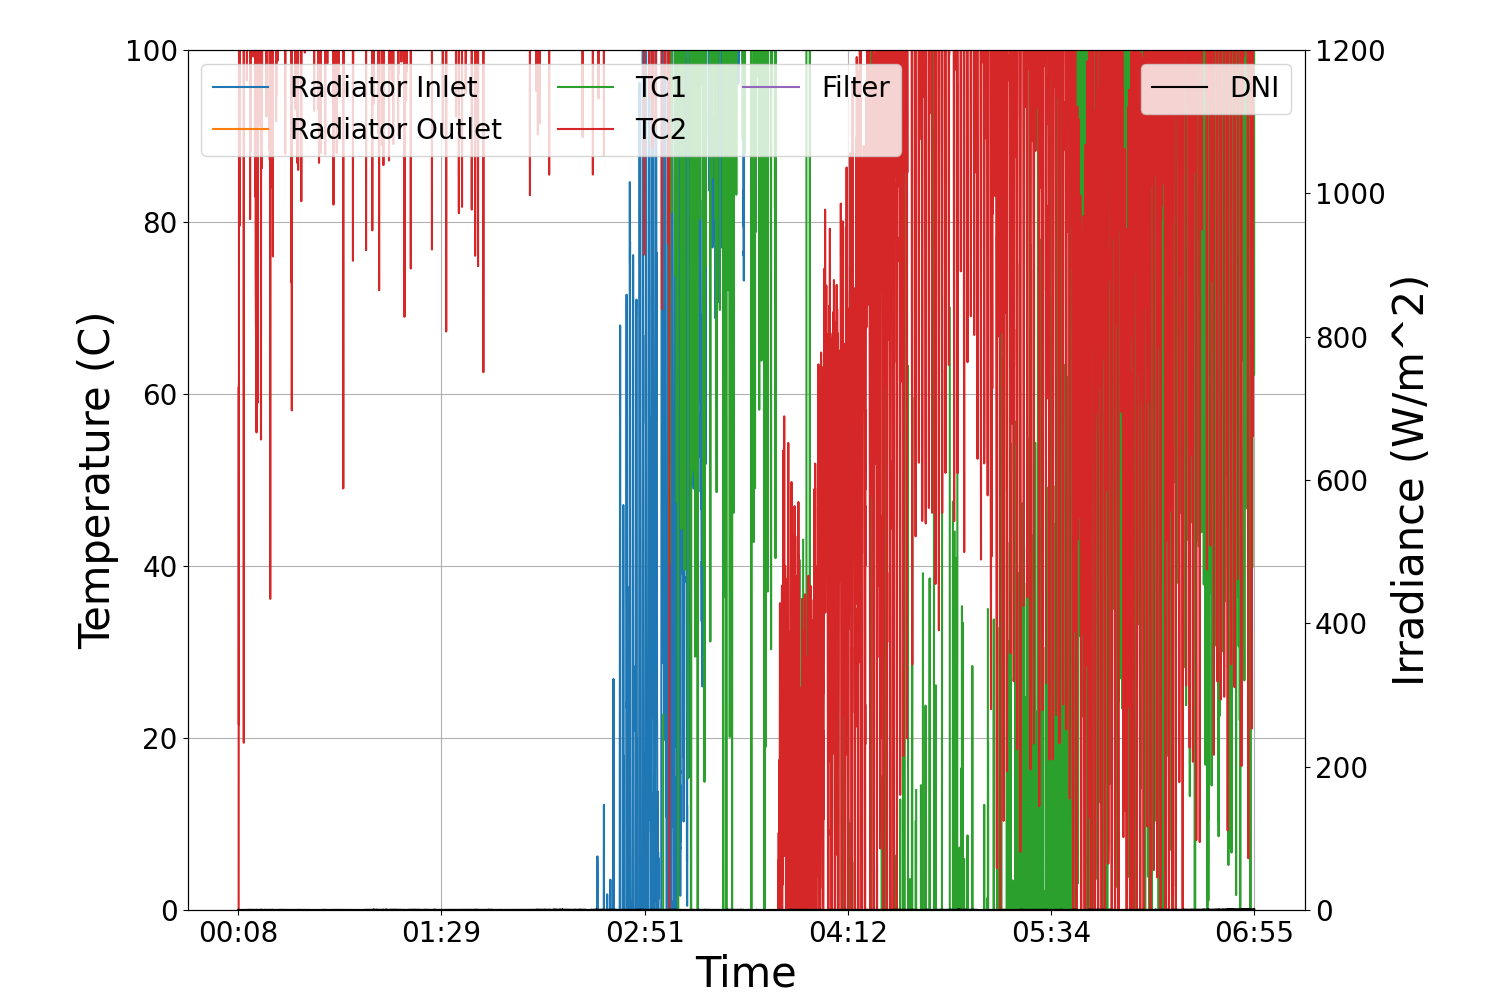 100
80
60
40
20
0
Temperature (C)
Radiator Inlet
Radiator Outlet
TC1
TC2
Filter
DNI
1200
1000
800
600
400
200
0
Irradiance (W/m^2)
00:08
01:29
02:51
04:12
05:34
06:55
Time